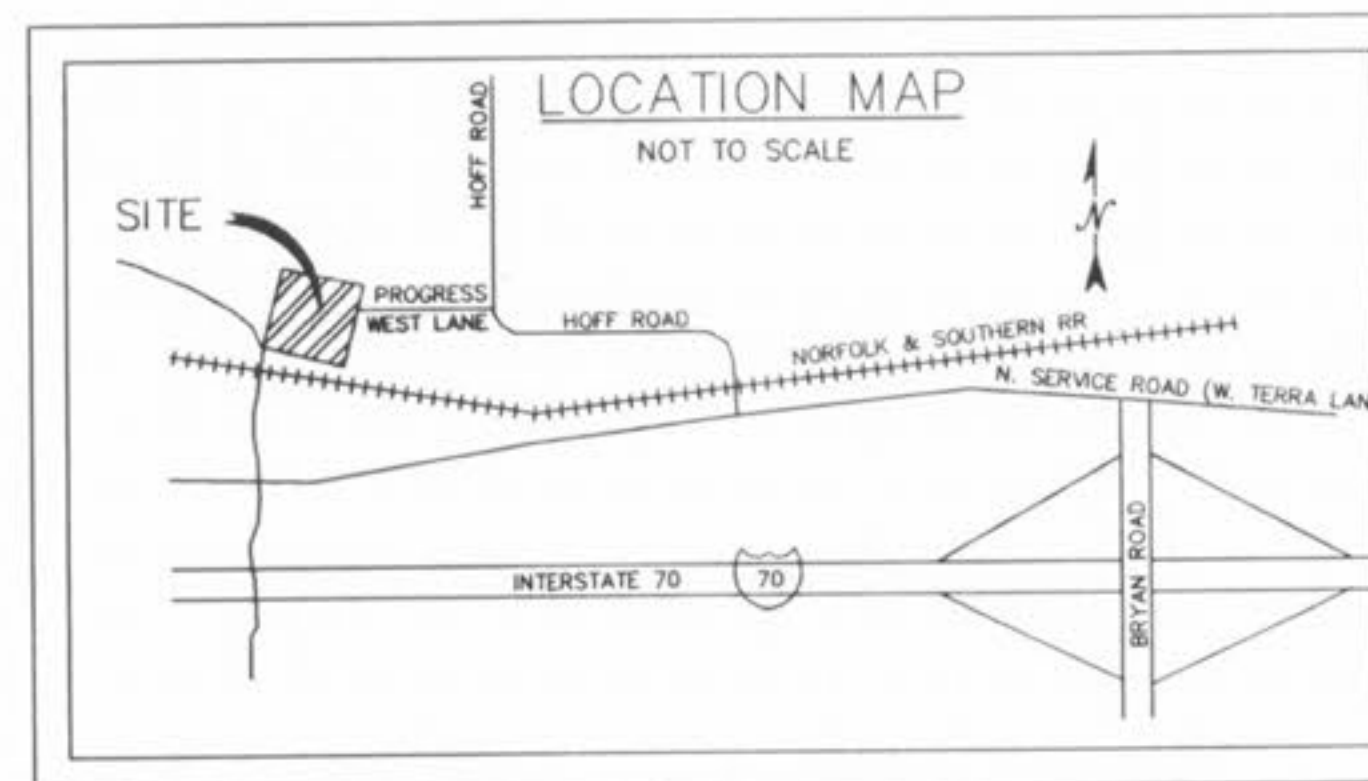 LOCATION MAP
NOT TO SCALE
HOFF ROAD
SITE
N
PROGRESS
WEST LANE
HOFF ROAD
NORFOLK & SOUTHERN RR
N. SERVICE ROAD (W. TERRA LAN
INTERSTATE 70
70
BRYAN ROAD